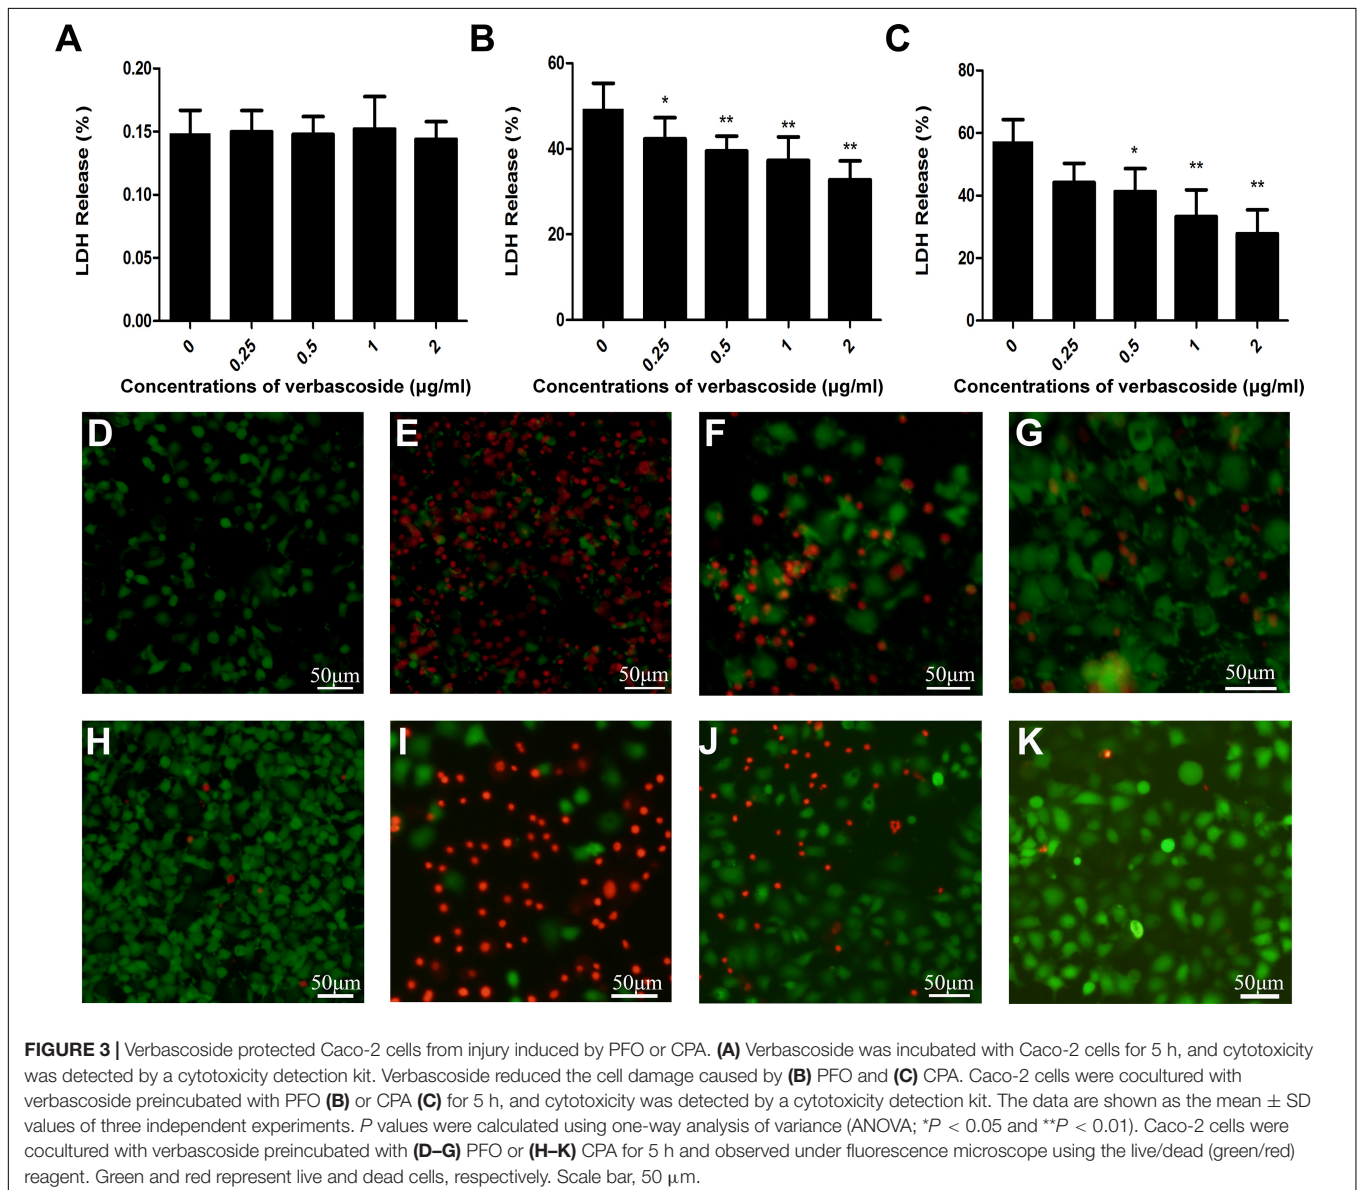 A
B
C
0.20
0.15
0.10
0.05
0.00
LDH Release (%)
0
0.25
0.5
1
2
Concentrations of verbascoside (µg/ml)
60
40
20
0
LDH Release (%)
*
**
**
**
0
0.25
0.5
1
2
Concentrations of verbascoside (µg/ml)
80
60
40
20
0
LDH Release (%)
*
**
**
0
0.25
0.5
1
2
Concentrations of verbascoside (µg/ml)
D
50µm
E
50µm
F
50µm
G
50µm
H
50µm
I
50µm
J
50µm
K
50µm
FIGURE 3 | Verbascoside protected Caco-2 cells from injury induced by PFO or CPA. (A) Verbascoside was incubated with Caco-2 cells for 5 h, and cytotoxicity
was detected by a cytotoxicity detection kit. Verbascoside reduced the cell damage caused by (B) PFO and (C) CPA. Caco-2 cells were cocultured with
verbascoside preincubated with PFO (B) or CPA (C) for 5 h, and cytotoxicity was detected by a cytotoxicity detection kit. The data are shown as the mean ± SD
values of three independent experiments. P values were calculated using one-way analysis of variance (ANOVA; *P < 0.05 and **P < 0.01). Caco-2 cells were
cocultured with verbascoside preincubated with (D–G) PFO or (H–K) CPA for 5 h and observed under fluorescence microscope using the live/dead (green/red)
reagent. Green and red represent live and dead cells, respectively. Scale bar, 50 µm.